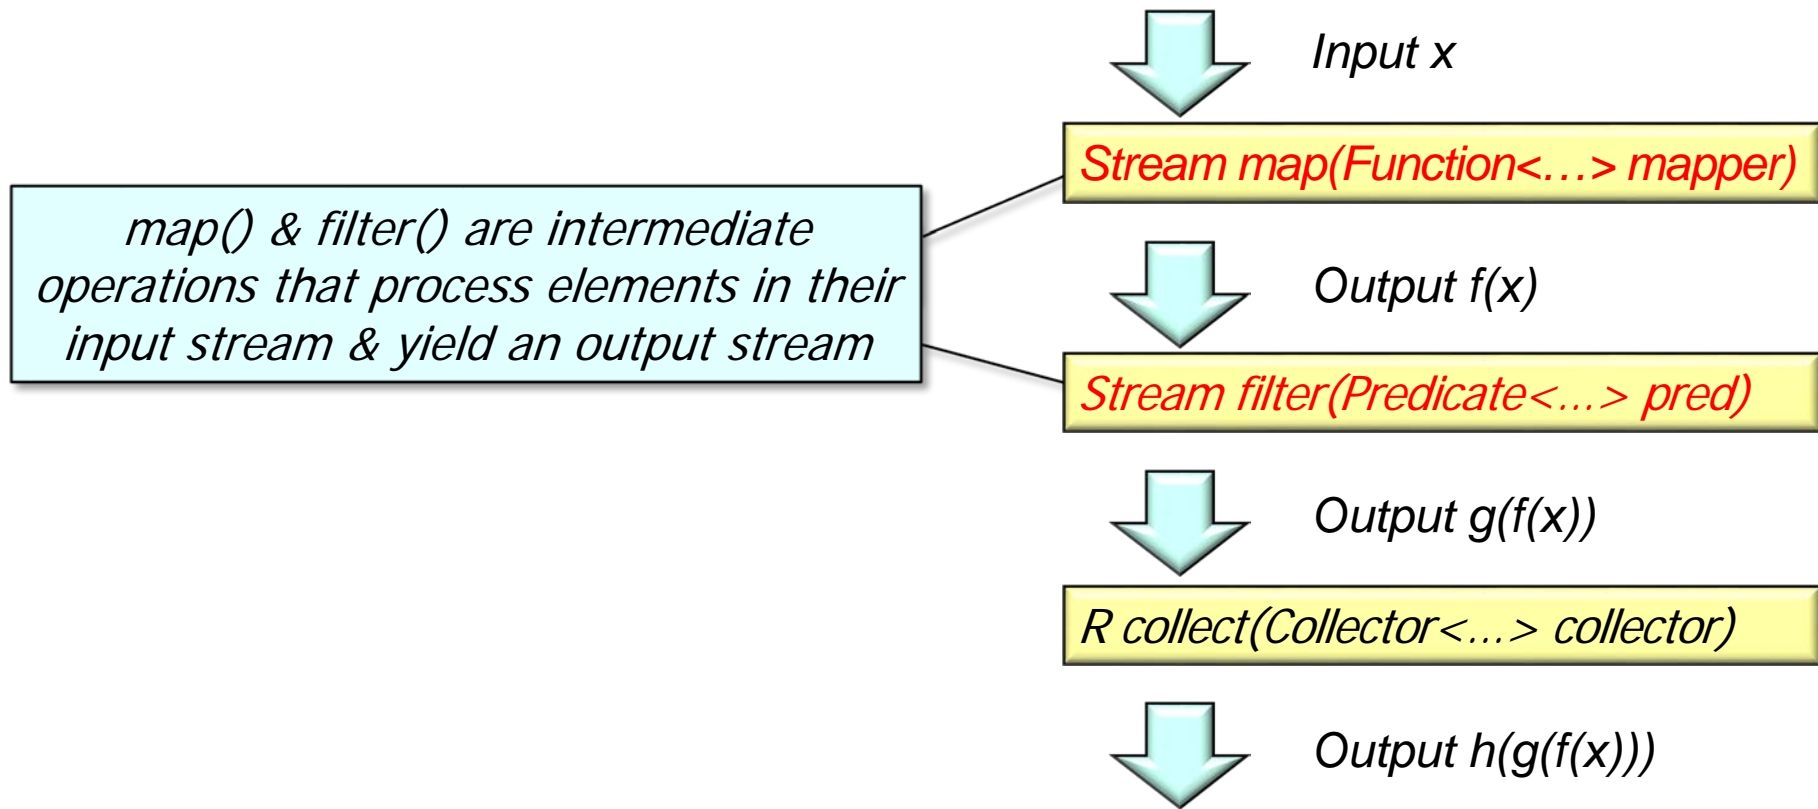 Input x
Stream map(Function<…> mapper)
map() & filter() are intermediate
operations that process elements in their
input stream & yield an output stream
Output f(x)
Stream filter(Predicate<…> pred)
Output g(f(x))
R collect(Collector<…> collector)
Output h(g(f(x)))